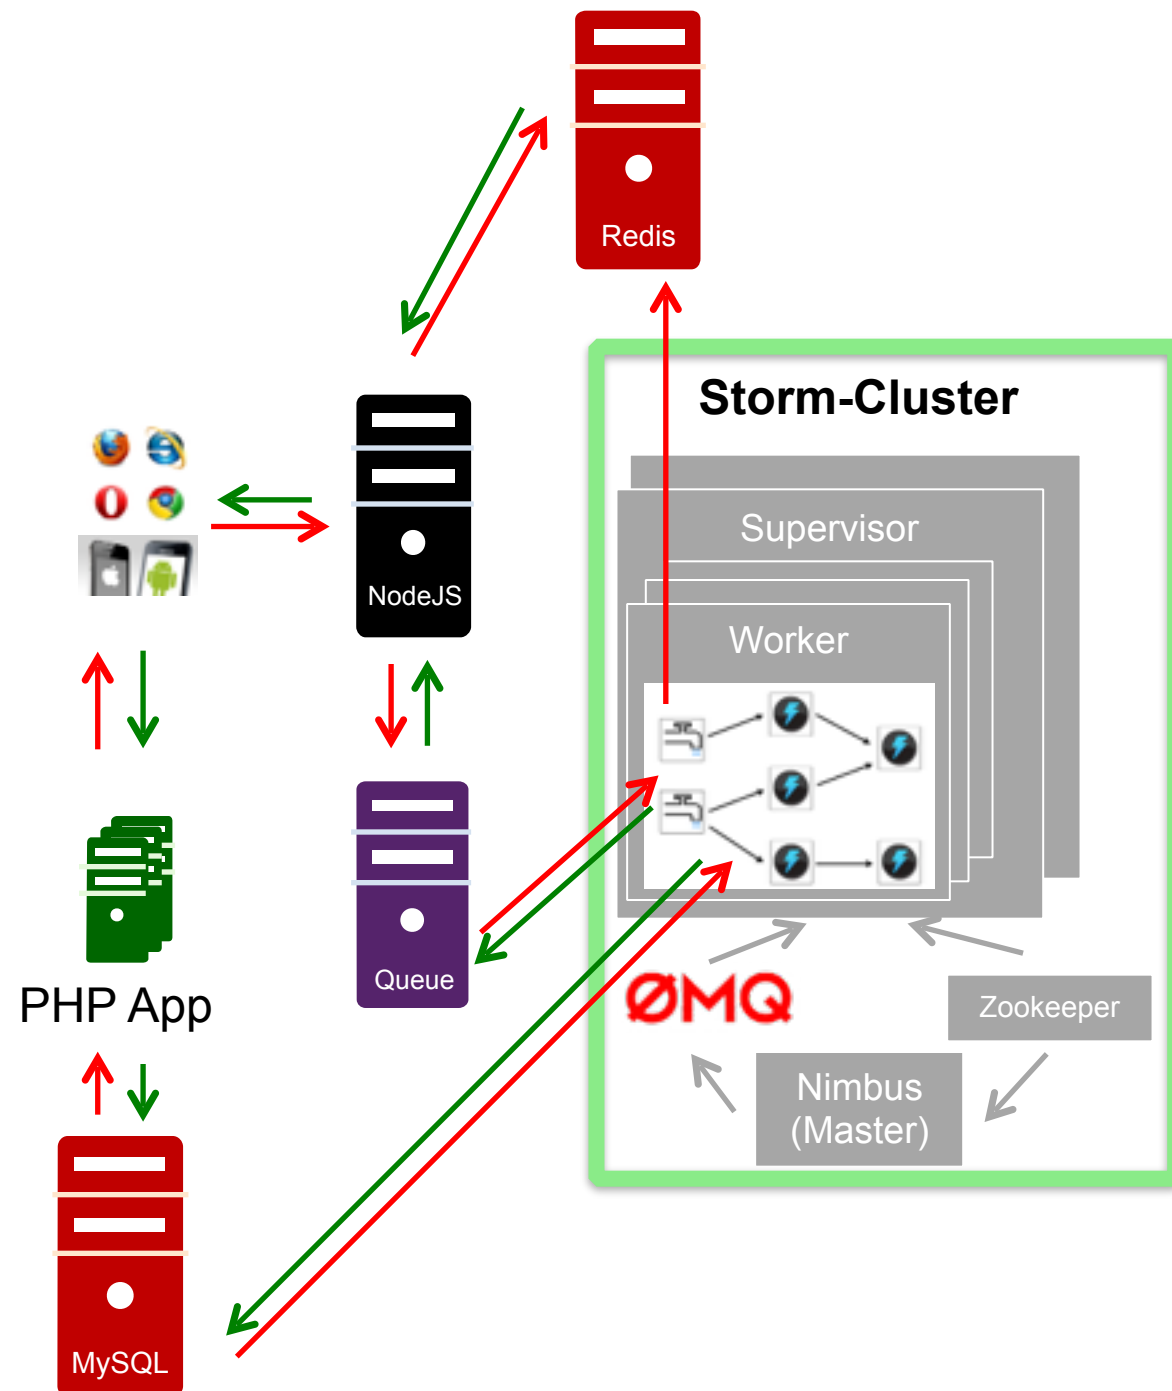 Redis
Storm-Cluster
Supervisor
NodeJS
Worker
Queue
PHP App
ØMQ
Zookeeper
Nimbus
(Master)
MySQL